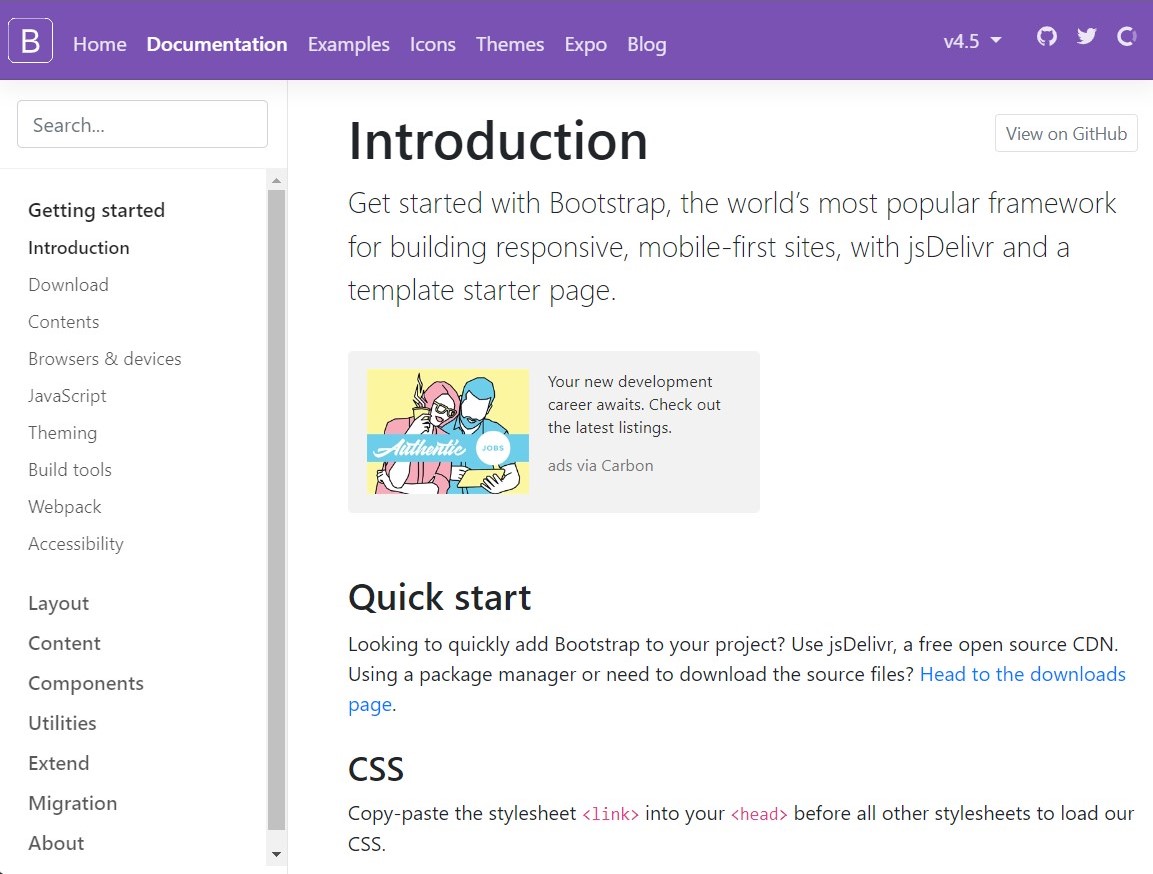 B Home Documentation Examples Icons Themes Expo Blog v4.5
Search...
Getting started
Introduction
Download
Contents
Browsers & devices
JavaScript
Theming
Build tools
Webpack
Accessibility
Layout
Content
Components
Utilities
Extend
Migration
About
Introduction
View on GitHub
Get started with Bootstrap, the world’s most popular framework
for building responsive, mobile-first sites, with jsDelivr and a
template starter page.
Authentic JOBS
Your new development
career awaits. Check out
the latest listings.
ads via Carbon
Quick start
Looking to quickly add Bootstrap to your project? Use jsDelivr, a free open source CDN.
Using a package manager or need to download the source files? Head to the downloads
page.
CSS
Copy-paste the stylesheet <link> into your <head> before all other stylesheets to load our
CSS.